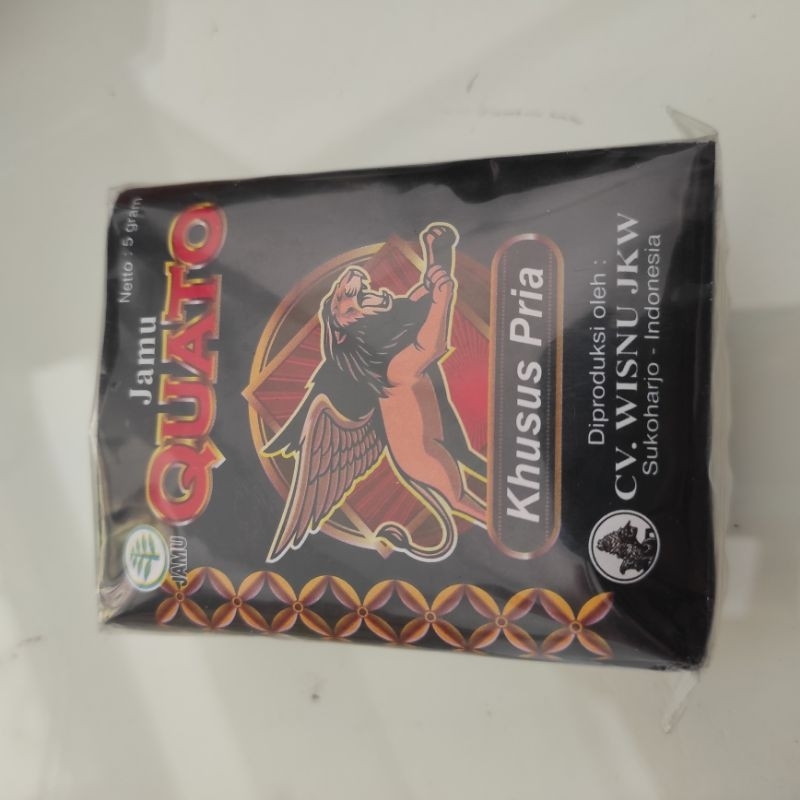 Jamu
QUATO
Netto : 5 gram
JAMU
Khusus Pria
Diproduksi oleh :
CV. WISNU JKW
Sukoharjo - Indonesia